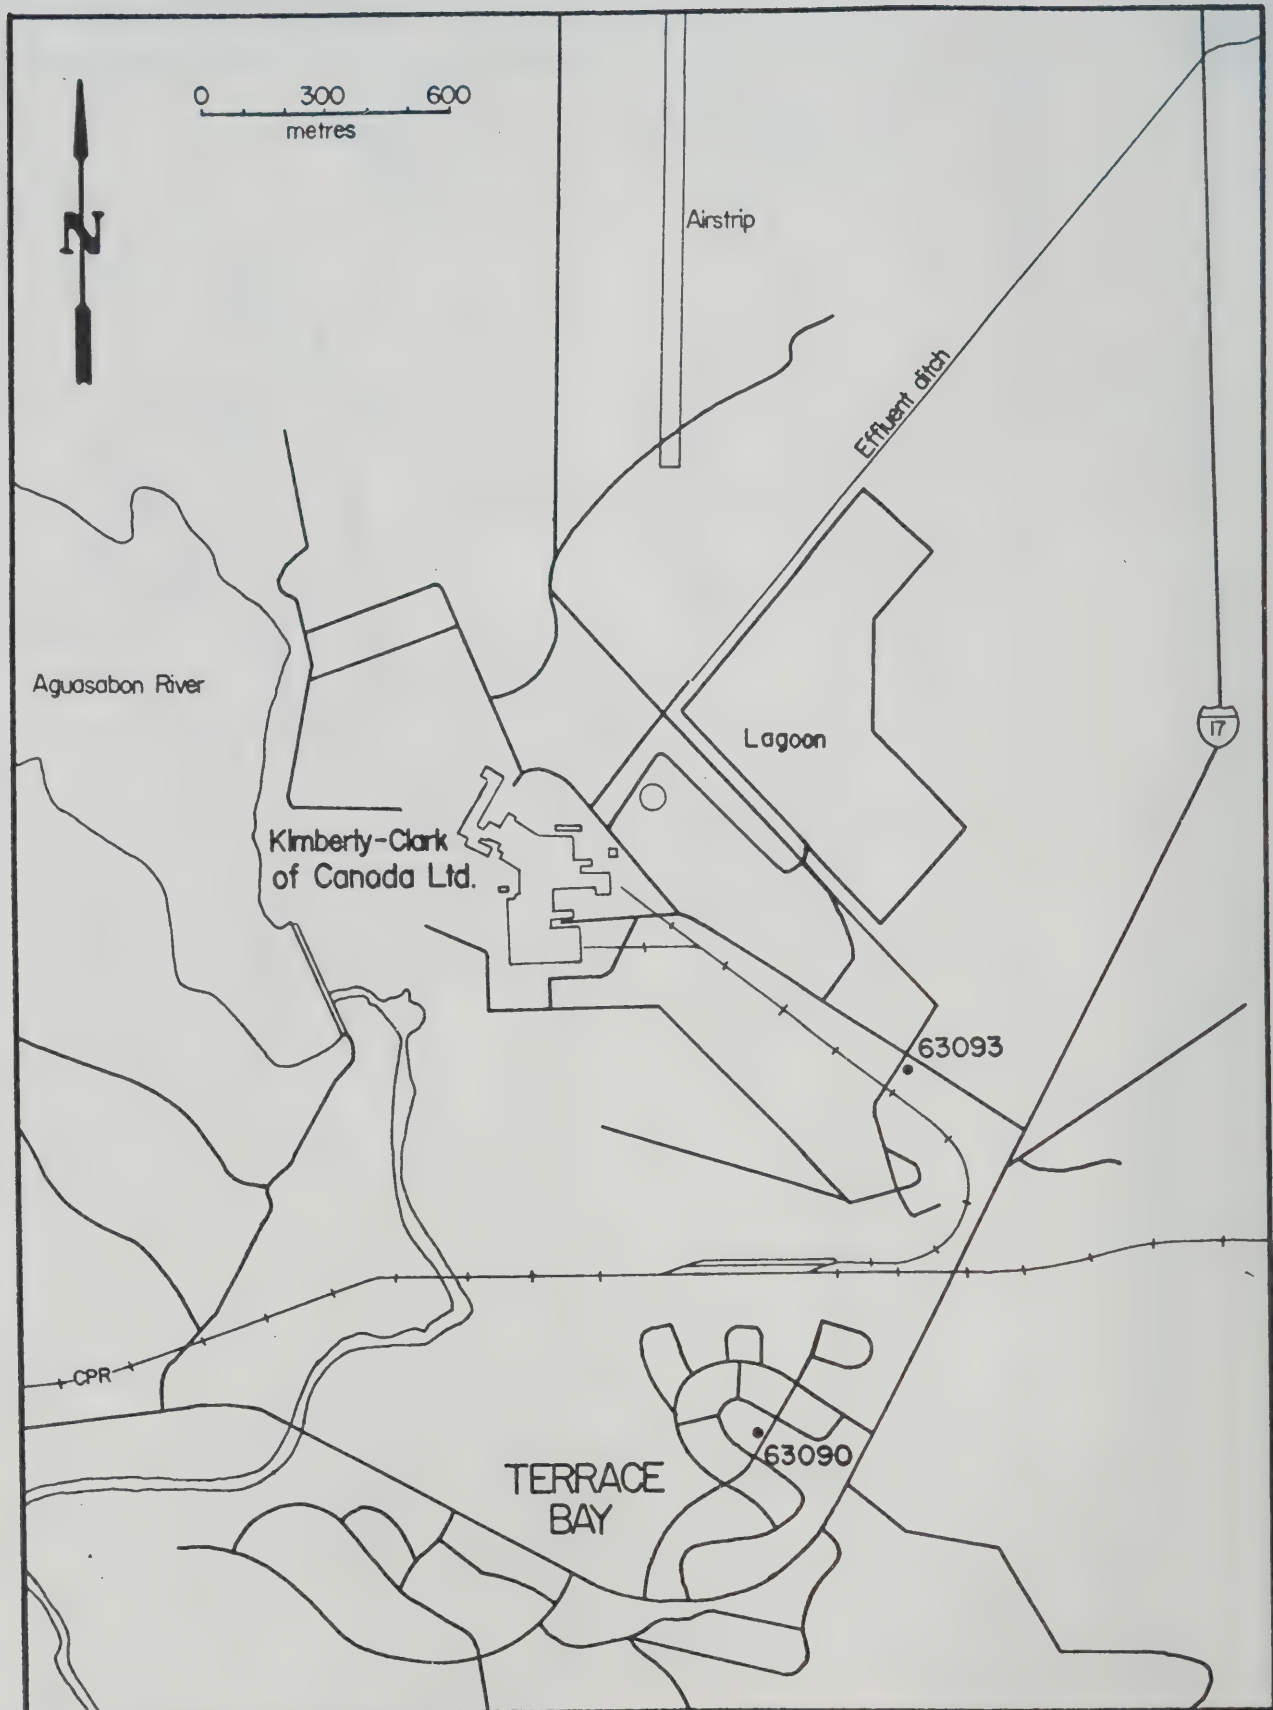 0 300 600
metres
N
Airstrip
Effluent ditch
Aguasabon River
17
Lagoon
Kimberly-Clark
of Canada Ltd.
63093
CPR
63090
TERRACE
BAY